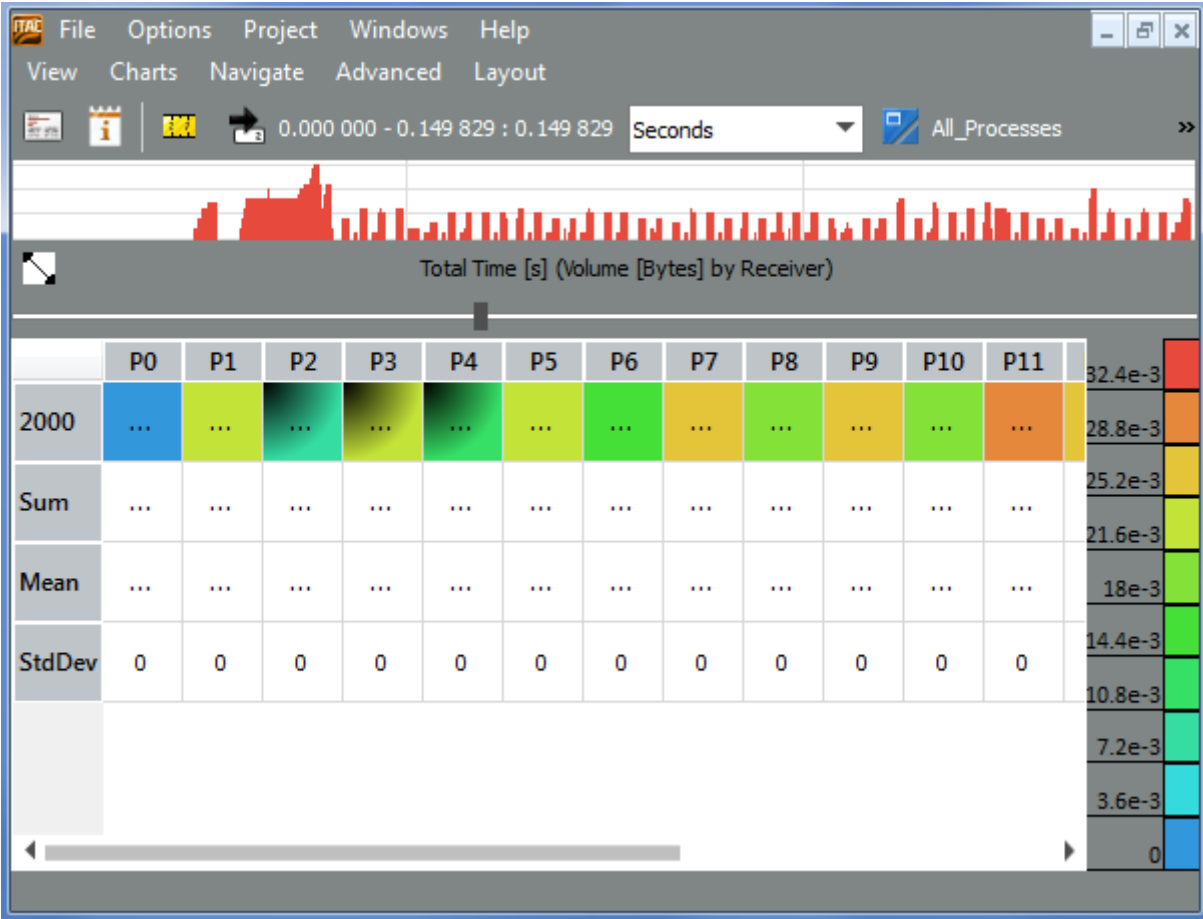 ITAC File Options Project Windows Help
View Charts Navigate Advanced Layout
0.000 000 - 0.149 829 : 0.149 829 Seconds All_Processes »
Total Time [s] (Volume [Bytes] by Receiver)
P0 P1 P2 P3 P4 P5 P6 P7 P8 P9 P10 P11
2000 ... ... ... ... ... ... ... ... ... ... ... ...
Sum ... ... ... ... ... ... ... ... ... ... ... ...
Mean ... ... ... ... ... ... ... ... ... ... ... ...
StdDev 0 0 0 0 0 0 0 0 0 0 0 0
32.4e-3
28.8e-3
25.2e-3
21.6e-3
18e-3
14.4e-3
10.8e-3
7.2e-3
3.6e-3
0